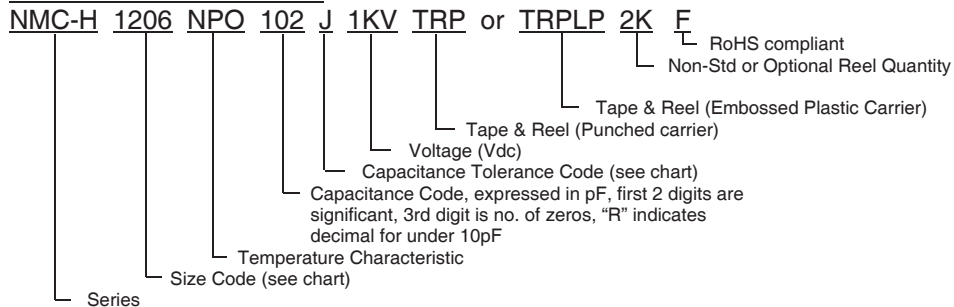 NMC-H 1206 NPO 102 J 1KV TRP or TRPLP 2K F
RoHS compliant
Non-Std or Optional Reel Quantity
Tape & Reel (Embossed Plastic Carrier)
Tape & Reel (Punched carrier)
Voltage (Vdc)
Capacitance Tolerance Code (see chart)
Capacitance Code, expressed in pF, first 2 digits are
significant, 3rd digit is no. of zeros, “R” indicates
decimal for under 10pF
Temperature Characteristic
Size Code (see chart)
Series